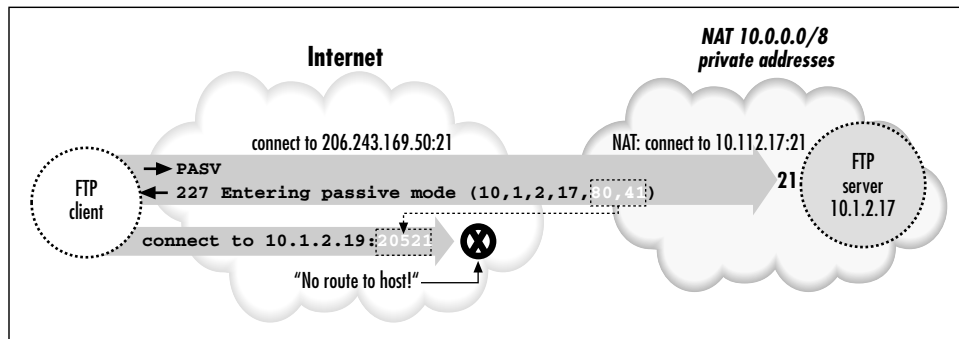 NAT 10.0.0.0/8
private addresses
Internet
connect to 206.243.169.50:21
NAT: connect to 10.112.17:21
PASV
227 Entering passive mode (10,1,2,17,80,41)
21
FTP
client
FTP
server
10.1.2.17
connect to 10.1.2.19:20521
X
“No route to host!“